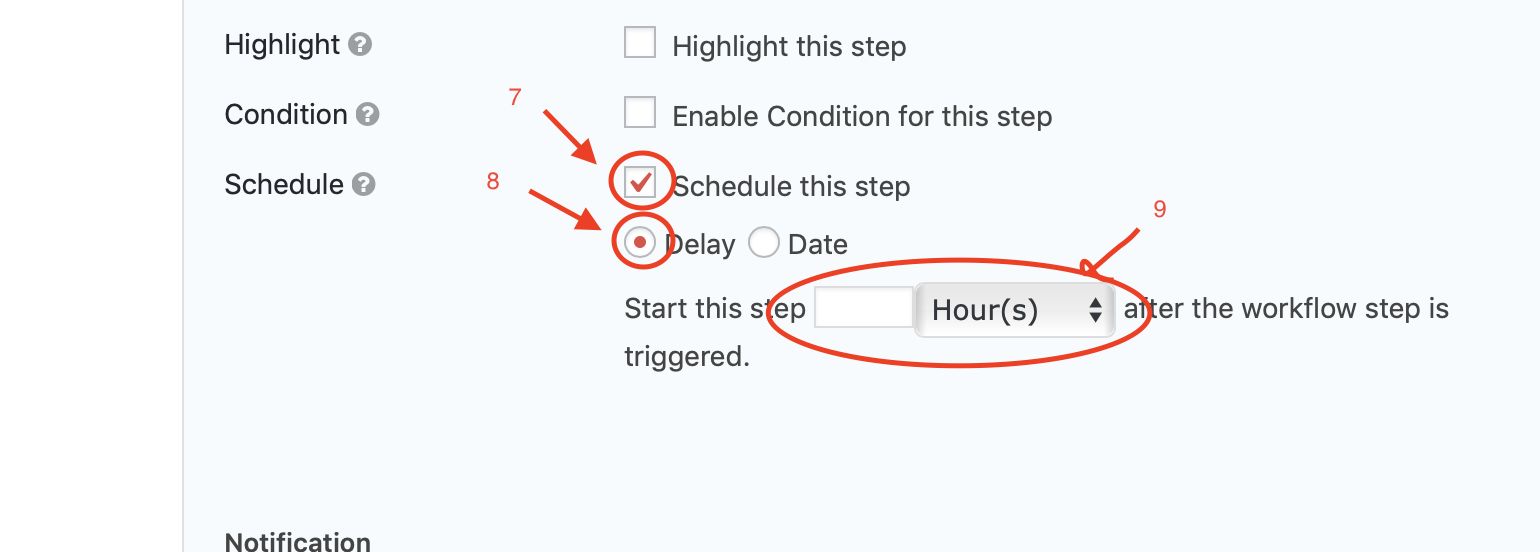 Highlight ? Highlight this step
7
Condition ? Enable Condition for this step
Schedule ? Schedule this step
8
9
Delay Date
Start this step Hour(s) after the workflow step is
triggered.
Notification